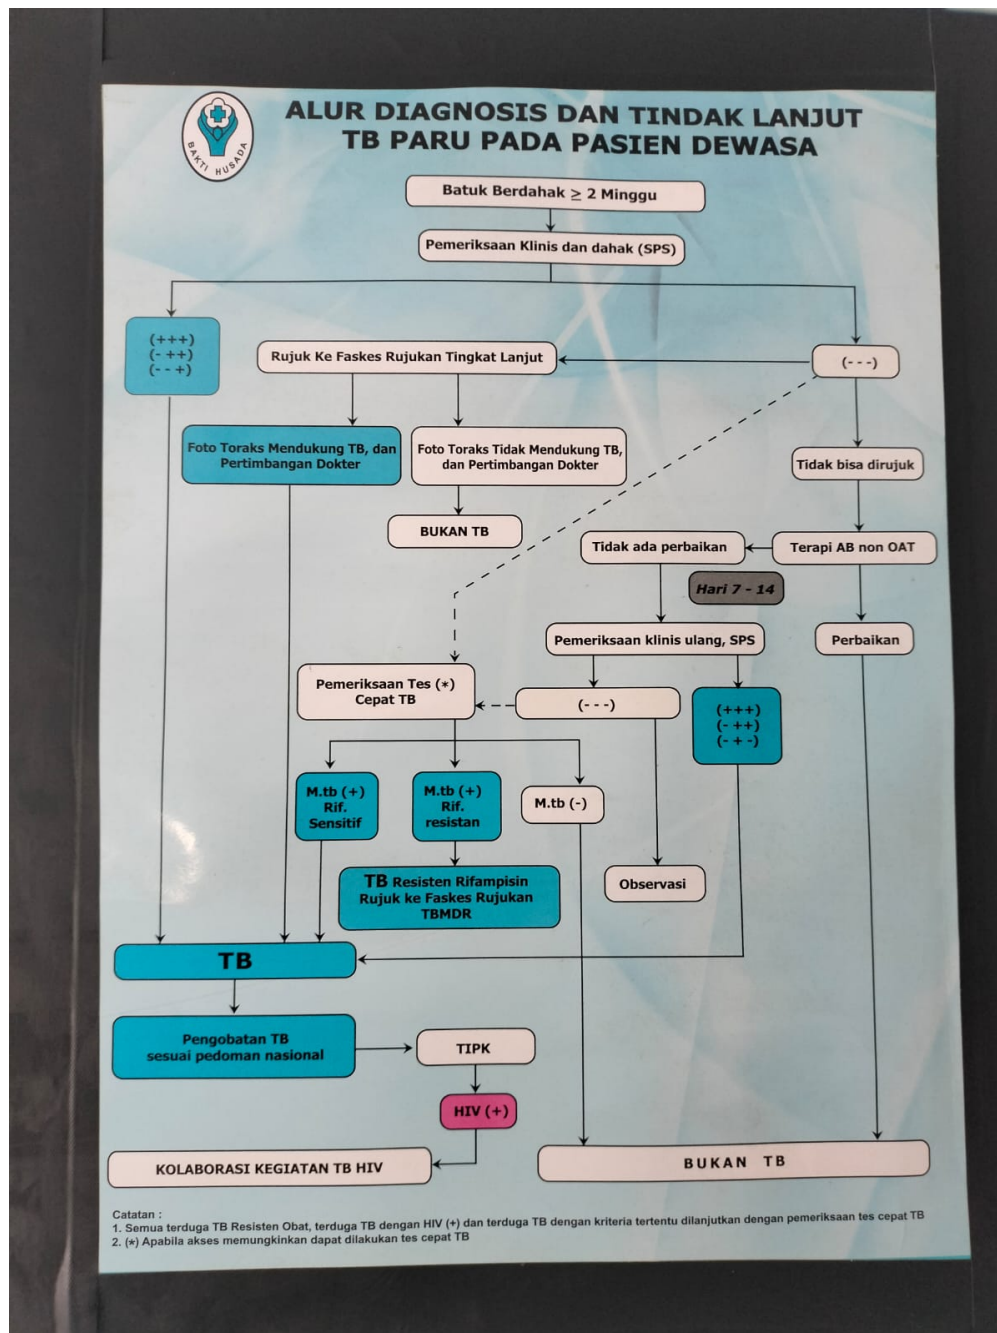 BAKTI HUSADA
ALUR DIAGNOSIS DAN TINDAK LANJUT
TB PARU PADA PASIEN DEWASA
Batuk Berdahak ≥ 2 Minggu
Pemeriksaan Klinis dan dahak (SPS)
(+++)
(- ++)
(- - +)
Rujuk Ke Faskes Rujukan Tingkat Lanjut
(- - -)
Foto Toraks Mendukung TB, dan
Pertimbangan Dokter
Foto Toraks Tidak Mendukung TB,
dan Pertimbangan Dokter
Tidak bisa dirujuk
BUKAN TB
Tidak ada perbaikan
Terapi AB non OAT
Hari 7 - 14
Pemeriksaan klinis ulang, SPS
Perbaikan
Pemeriksaan Tes (*)
Cepat TB
(- - -)
(+++)
(- ++)
(- + -)
M.tb (+)
Rif.
Sensitif
M.tb (+)
Rif.
resistan
M.tb (-)
TB Resisten Rifampisin
Rujuk ke Faskes Rujukan
TBMDR
Observasi
TB
Pengobatan TB
sesuai pedoman nasional
TIPK
HIV (+)
KOLABORASI KEGIATAN TB HIV
BUKAN TB
Catatan :
1. Semua terduga TB Resisten Obat, terduga TB dengan HIV (+) dan terduga TB dengan kriteria tertentu dilanjutkan dengan pemeriksaan tes cepat TB
2. (*) Apabila akses memungkinkan dapat dilakukan tes cepat TB